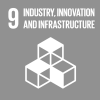 9 INDUSTRY, INNOVATION
AND INFRASTRUCTURE